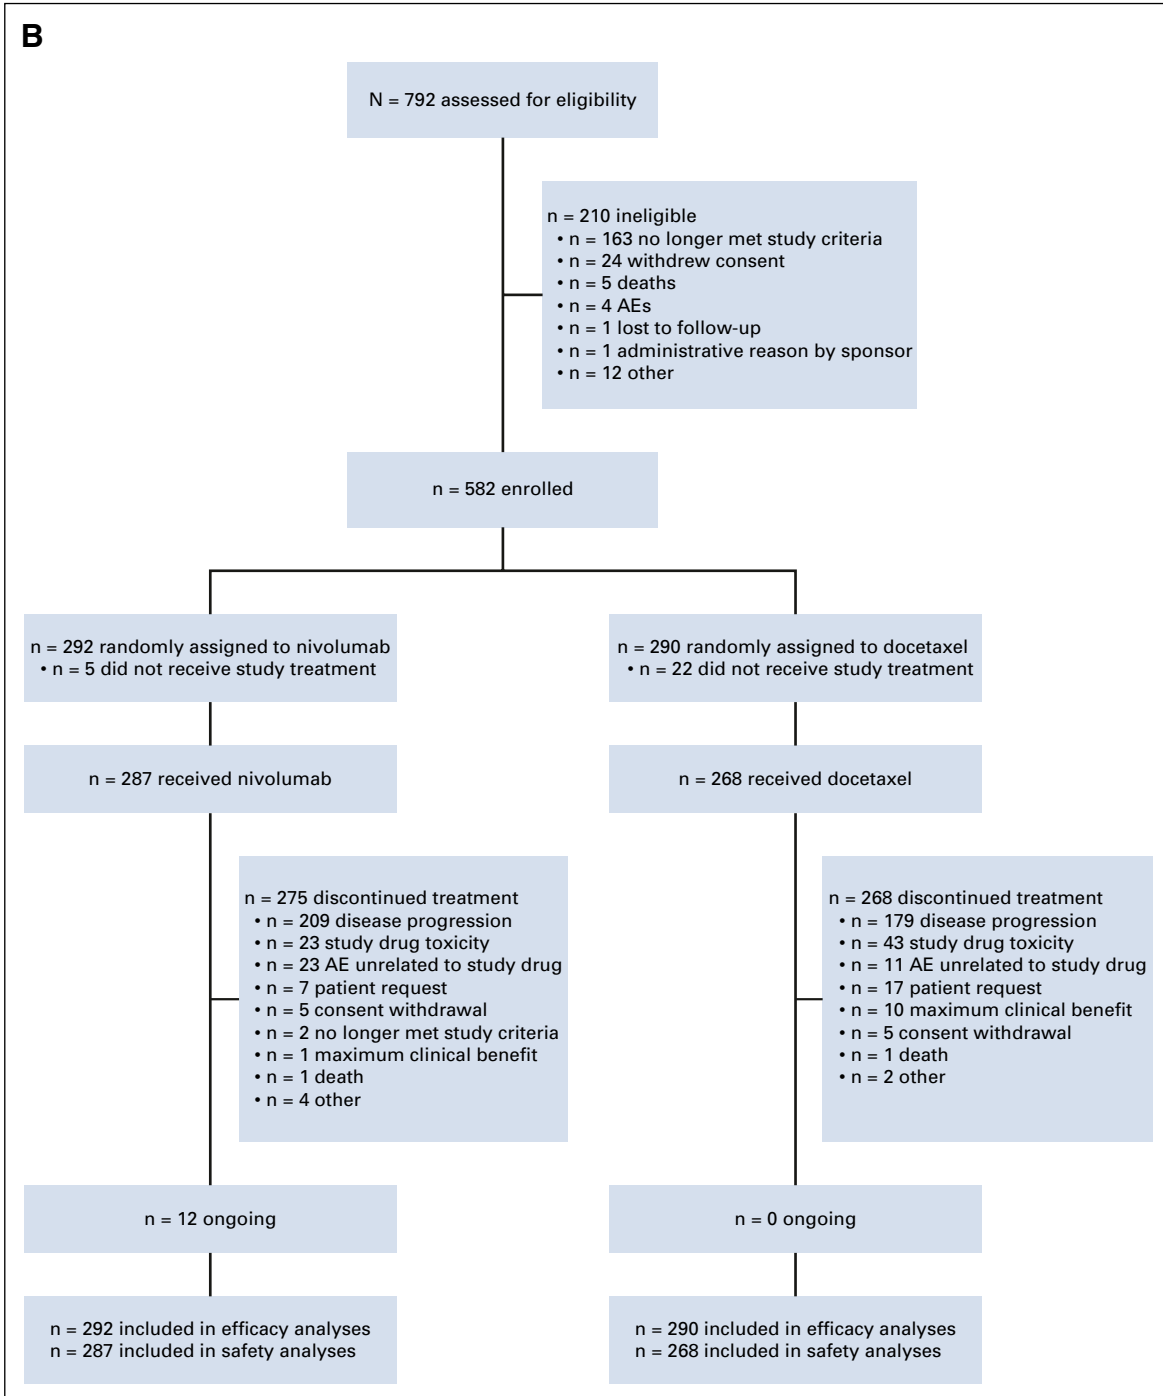 B
N = 792 assessed for eligibility
n = 210 ineligible
• n = 163 no longer met study criteria
• n = 24 withdrew consent
• n = 5 deaths
• n = 4 AEs
• n = 1 lost to follow-up
• n = 1 administrative reason by sponsor
• n = 12 other
n = 582 enrolled
n = 292 randomly assigned to nivolumab
• n = 5 did not receive study treatment
n = 290 randomly assigned to docetaxel
• n = 22 did not receive study treatment
n = 287 received nivolumab
n = 268 received docetaxel
n = 275 discontinued treatment
• n = 209 disease progression
• n = 23 study drug toxicity
• n = 23 AE unrelated to study drug
• n = 7 patient request
• n = 5 consent withdrawal
• n = 2 no longer met study criteria
• n = 1 maximum clinical benefit
• n = 1 death
• n = 4 other
n = 268 discontinued treatment
• n = 179 disease progression
• n = 43 study drug toxicity
• n = 11 AE unrelated to study drug
• n = 17 patient request
• n = 10 maximum clinical benefit
• n = 5 consent withdrawal
• n = 1 death
• n = 2 other
n = 12 ongoing
n = 0 ongoing
n = 292 included in efficacy analyses
n = 287 included in safety analyses
n = 290 included in efficacy analyses
n = 268 included in safety analyses